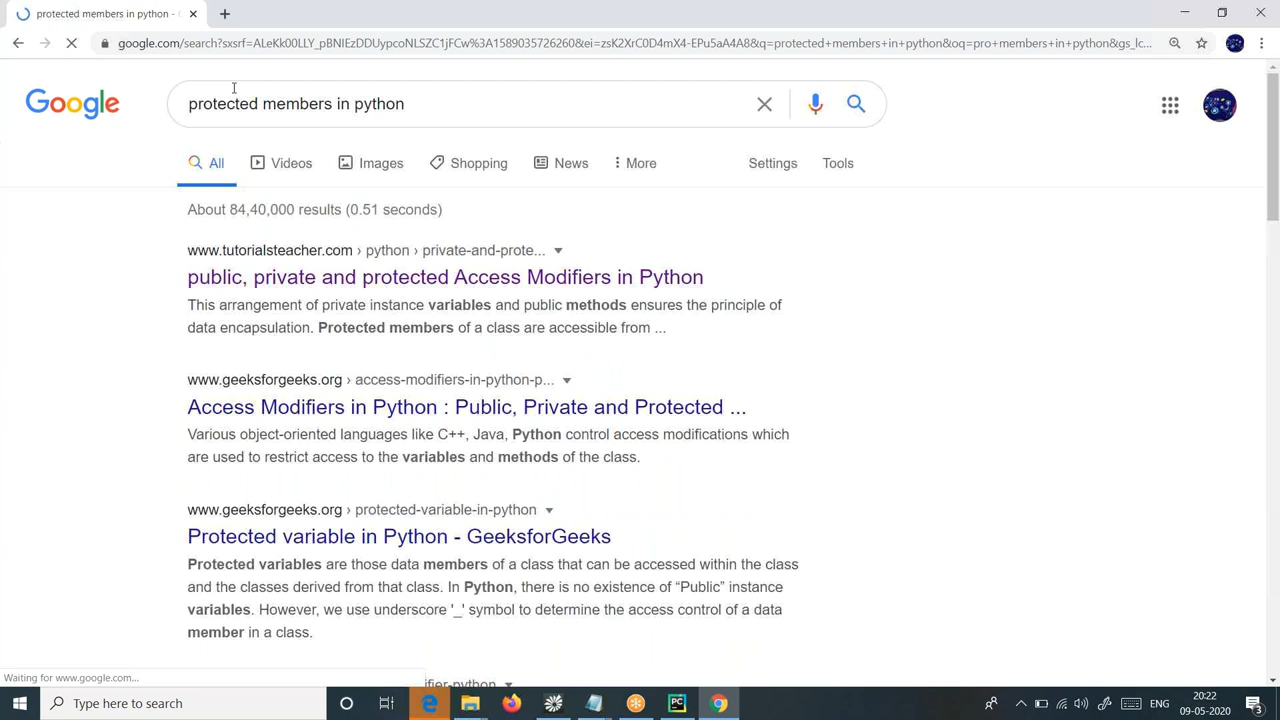 protected members in python -
google.com/search?sxsrf=ALeKk00LLY_pBNIEzDDUypcoNLSZC1jFCw%3A1589035726260&ei=zsK2XrC0D4mX4-EPu5aA4A8&q=protected+members+in+python&oq=pro+members+in+python&gs_lc...
Google
protected members in python
All
Videos
Images
Shopping
News
More
Settings
Tools
About 84,40,000 results (0.51 seconds)
www.tutorialsteacher.com › python › private-and-prote...
public, private and protected Access Modifiers in Python
This arrangement of private instance variables and public methods ensures the principle of
data encapsulation. Protected members of a class are accessible from ...
www.geeksforgeeks.org › access-modifiers-in-python-p...
Access Modifiers in Python : Public, Private and Protected ...
Various object-oriented languages like C++, Java, Python control access modifications which
are used to restrict access to the variables and methods of the class.
www.geeksforgeeks.org › protected-variable-in-python
Protected variable in Python - GeeksforGeeks
Protected variables are those data members of a class that can be accessed within the class
and the classes derived from that class. In Python, there is no existence of “Public” instance
variables. However, we use underscore '_' symbol to determine the access control of a data
member in a class.
Waiting for www.google.com...
ifier-python
Type here to search
PC
ENG
20:22
09-05-2020
3